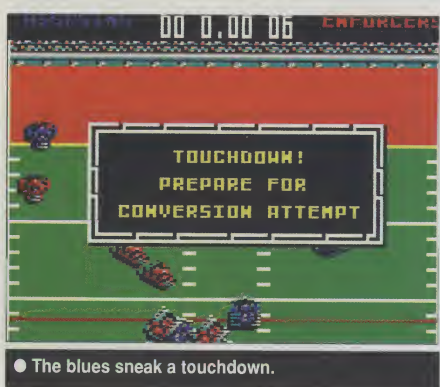 00 0.00 06 ENFORCERS
TOUCHDOWN!
PREPARE FOR
CONVERSION ATTEMPT
● The blues sneak a touchdown.